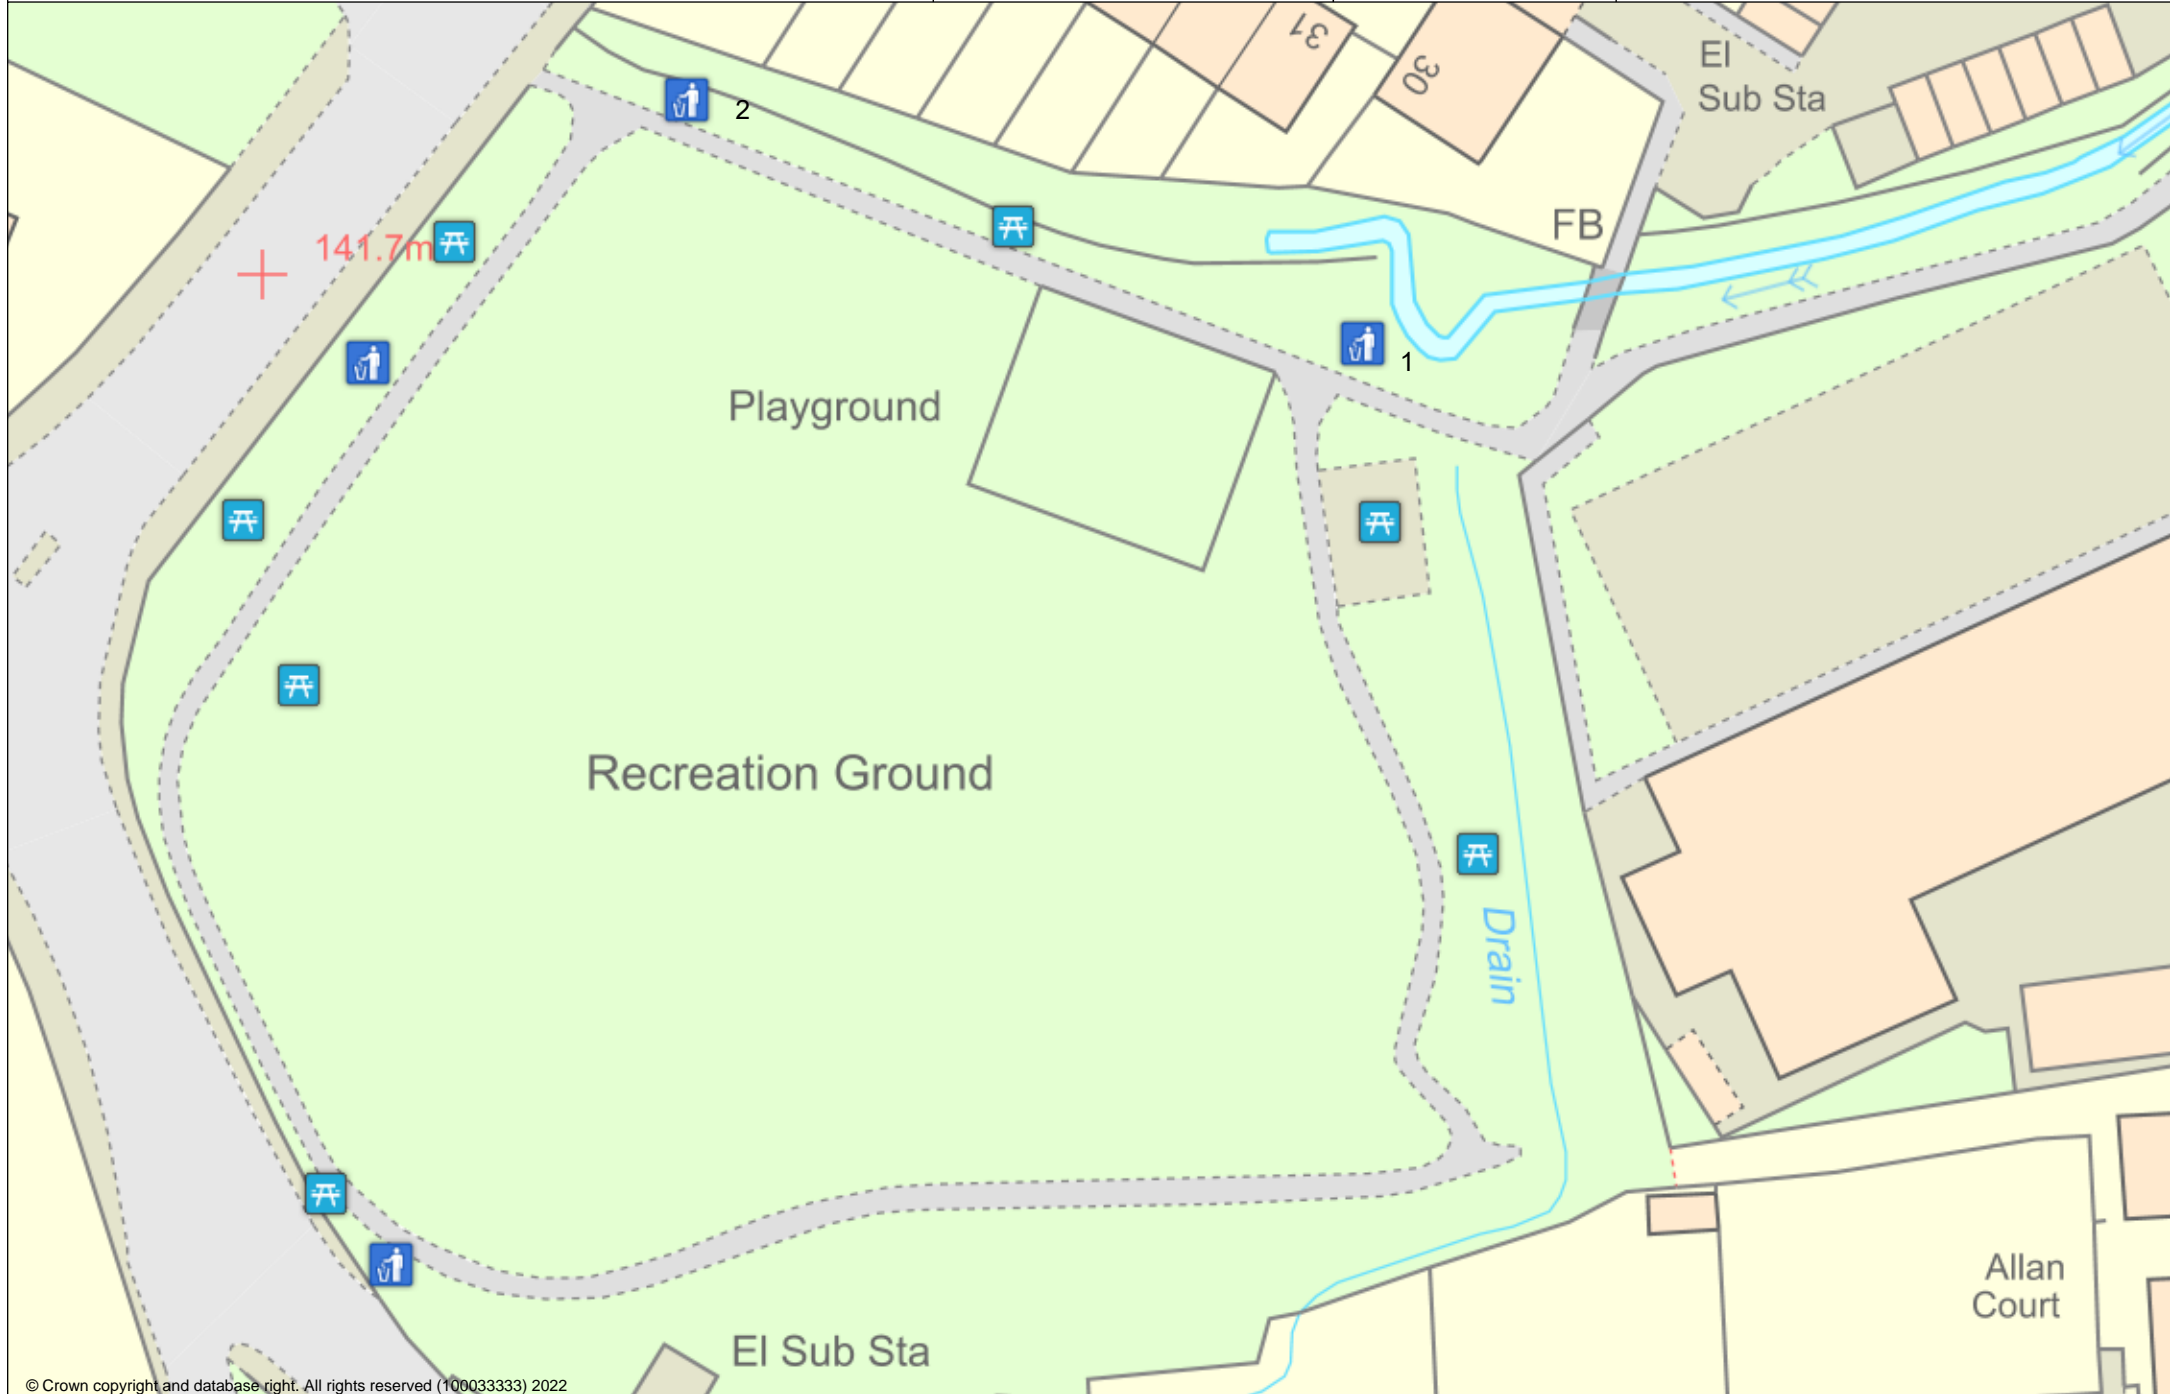 31
30
El
Sub Sta
2
FB
141.7m
1
Playground
Recreation Ground
Drain
Allan
Court
El Sub Sta
© Crown copyright and database right. All rights reserved (100033333) 2022